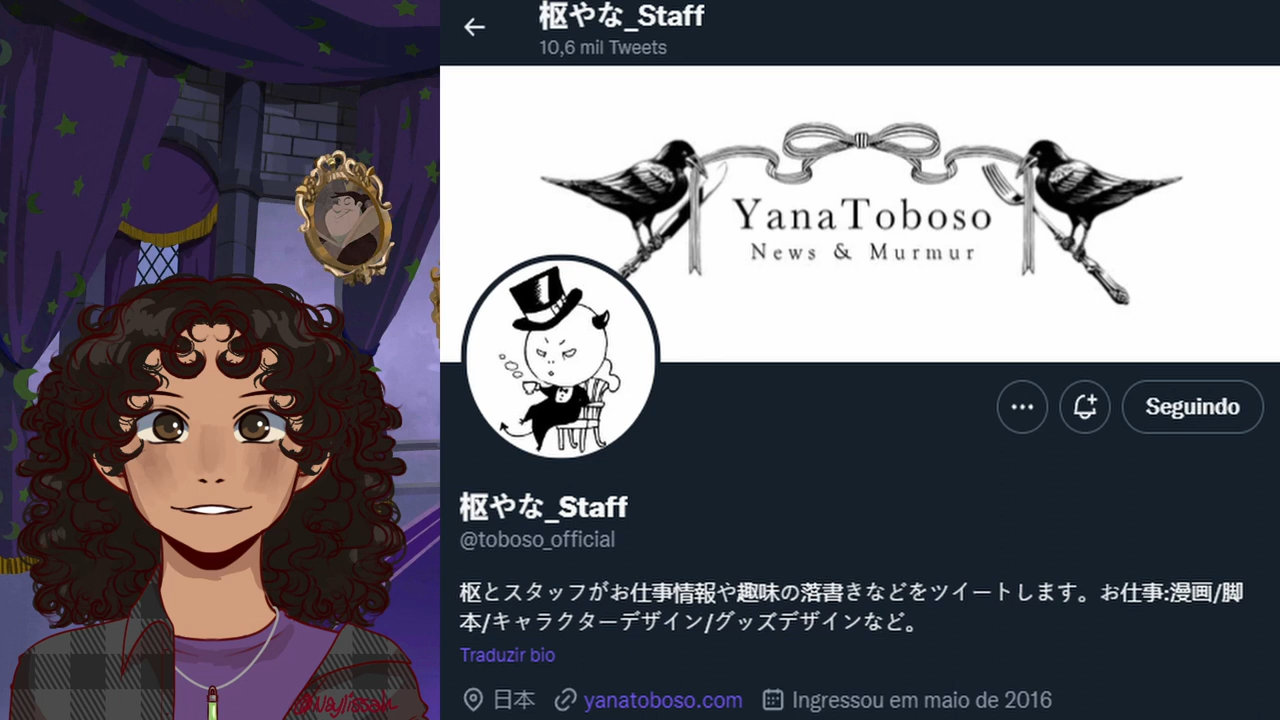 枢やな_Staff
10,6 mil Tweets
YanaToboso
News & Murmur
Seguindo
枢やな_Staff
@toboso_official
枢とスタッフがお仕事情報や趣味の落書きなどをツイートします。お仕事:漫画/脚
本/キャラクターデザイン/グッズデザインなど。
Traduzir bio
日本 yanatoboso.com Ingressou em maio de 2016